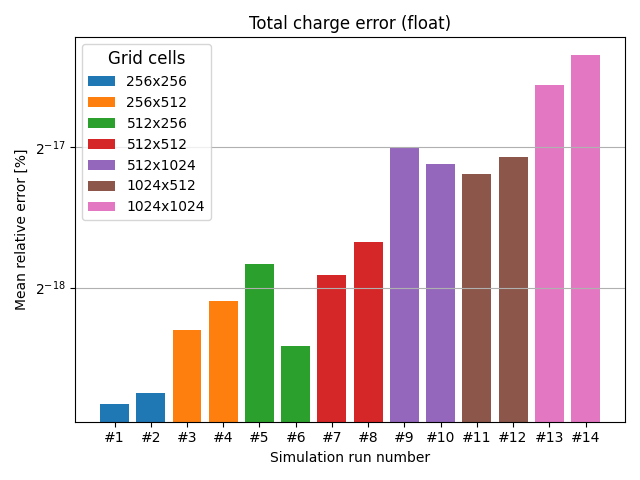 Total charge error (float)
Grid cells
256x256
256x512
512x256
512x512
512x1024
1024x512
1024x1024
Mean relative error [%]
2⁻¹⁷
2⁻¹⁸
#1 #2 #3 #4 #5 #6 #7 #8 #9 #10 #11 #12 #13 #14
Simulation run number